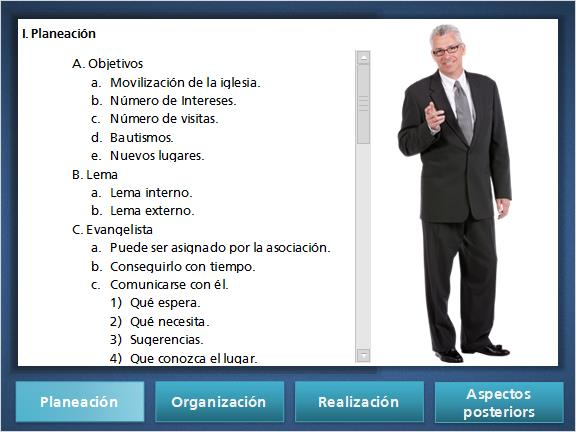 I. Planeación
A. Objetivos
a. Movilización de la iglesia.
b. Número de Intereses.
c. Número de visitas.
d. Bautismos.
e. Nuevos lugares.
B. Lema
a. Lema interno.
b. Lema externo.
C. Evangelista
a. Puede ser asignado por la asociación.
b. Conseguirlo con tiempo.
c. Comunicarse con él.
1) Qué espera.
2) Qué necesita.
3) Sugerencias.
4) Que conozca el lugar.
Planeación
Organización
Realización
Aspectos
posteriors